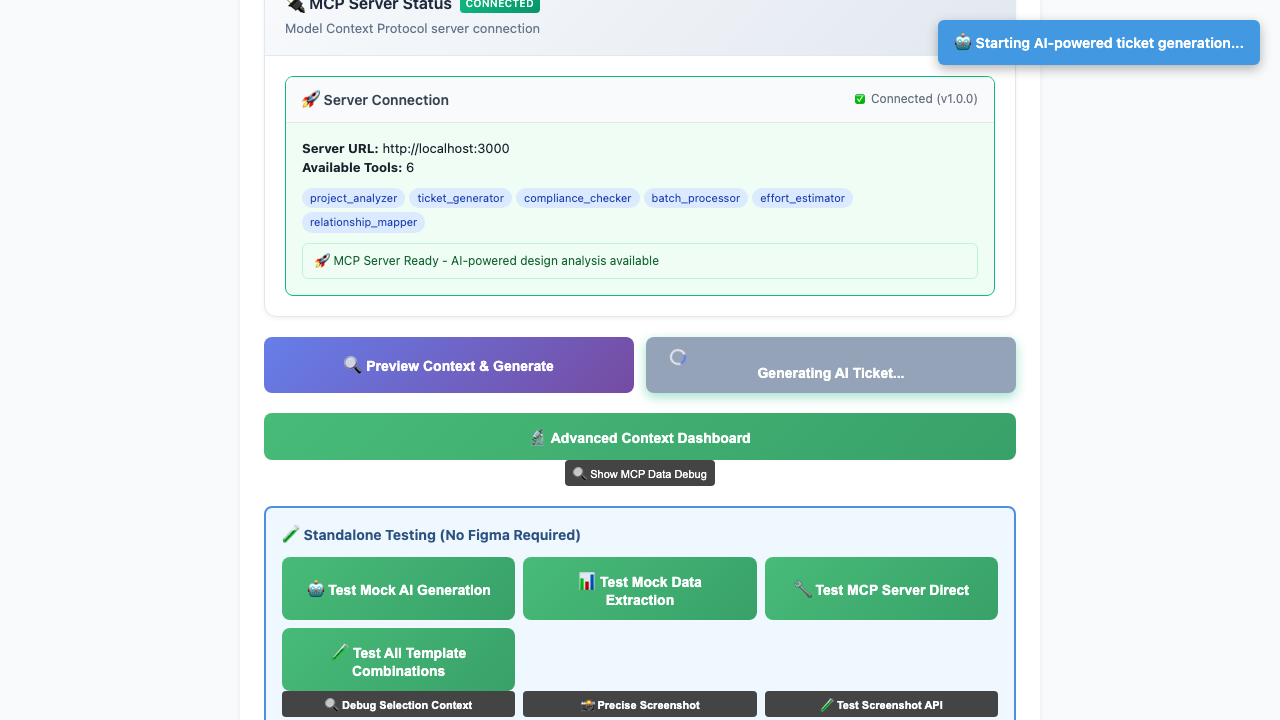 🔌 MCP Server Status CONNECTED
Model Context Protocol server connection
🤖 Starting AI-powered ticket generation...
🚀 Server Connection
✅ Connected (v1.0.0)
Server URL: http://localhost:3000
Available Tools: 6
project_analyzer ticket_generator compliance_checker batch_processor effort_estimator
relationship_mapper
🚀 MCP Server Ready - AI-powered design analysis available
🔍 Preview Context & Generate
Generating AI Ticket...
🔬 Advanced Context Dashboard
🔍 Show MCP Data Debug
🧪 Standalone Testing (No Figma Required)
🤖 Test Mock AI Generation
📊 Test Mock Data
Extraction
🔧 Test MCP Server Direct
🧪 Test All Template
Combinations
🔍 Debug Selection Context
📸 Precise Screenshot
🧪 Test Screenshot API